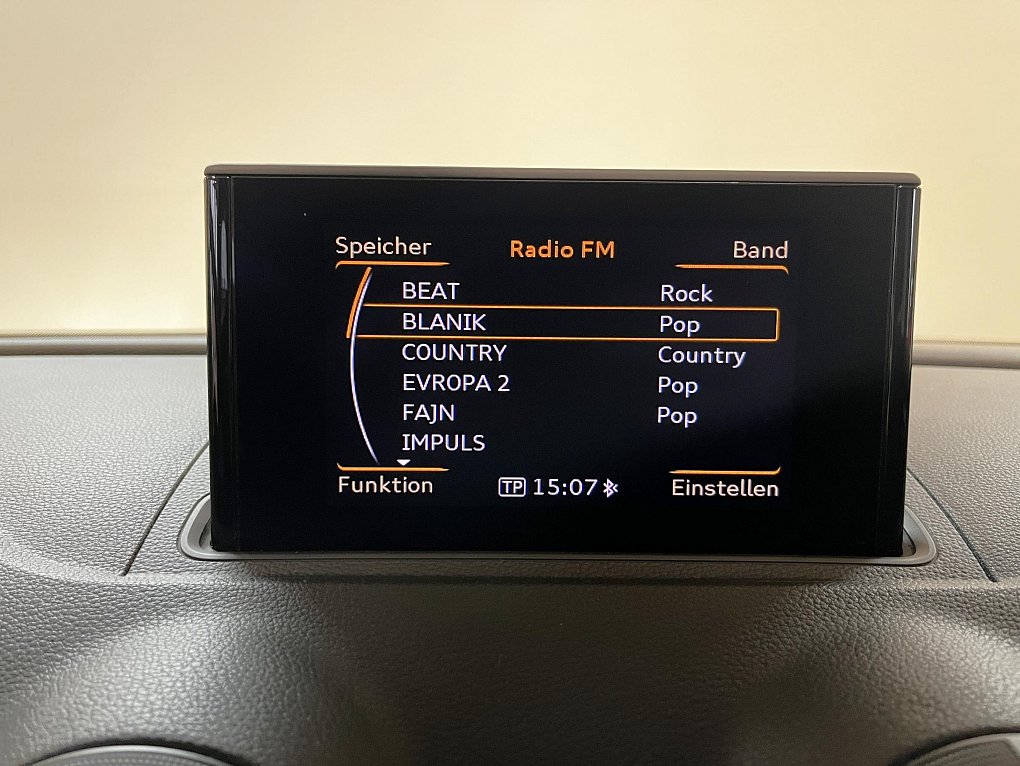 Speicher Radio FM Band
BEAT Rock
BLANIK Pop
COUNTRY Country
EVROPA 2 Pop
FAJN Pop
IMPULS
Funktion TP 15:07 Einstellen